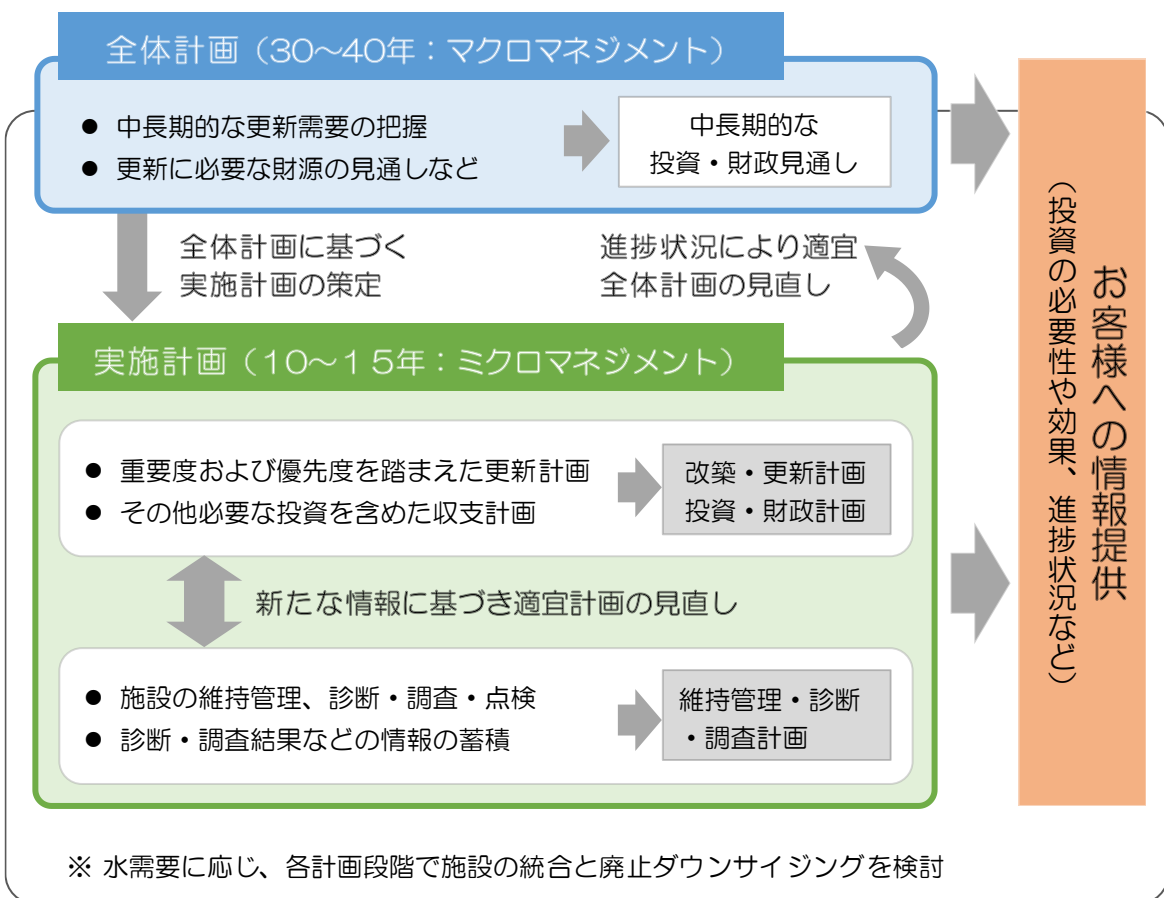 全体計画（30～40年：マクロマネジメント）
● 中長期的な更新需要の把握
● 更新に必要な財源の見通しなど
中長期的な
投資・財政見通し
全体計画に基づく
実施計画の策定
進捗状況により適宜
全体計画の見直し
実施計画（10～１５年：ミクロマネジメント）
● 重要度および優先度を踏まえた更新計画
● その他必要な投資を含めた収支計画
改築・更新計画
投資・財政計画
新たな情報に基づき適宜計画の見直し
● 施設の維持管理、診断・調査・点検
● 診断・調査結果などの情報の蓄積
維持管理・診断
・調査計画
お客様への情報提供
（投資の必要性や効果、進捗状況など）
※ 水需要に応じ、各計画段階で施設の統合と廃止ダウンサイジングを検討